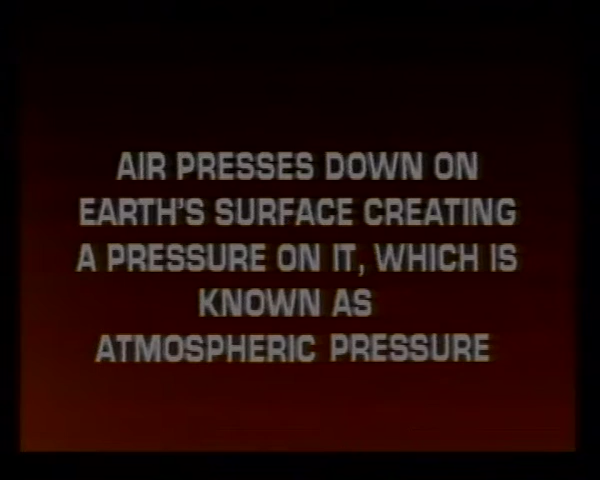 AIR PRESSES DOWN ON
EARTH'S SURFACE CREATING
A PRESSURE ON IT, WHICH IS
KNOWN AS
ATMOSPHERIC PRESSURE